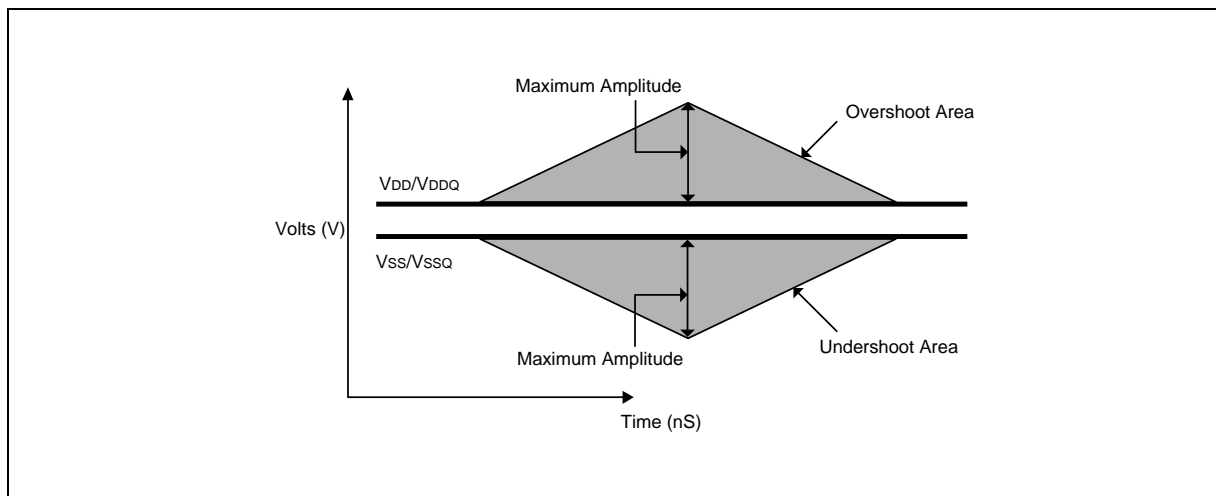 Maximum Amplitude
Overshoot Area
VDD/VDDQ
Volts (V)
VSS/VSSQ
Maximum Amplitude
Undershoot Area
Time (nS)